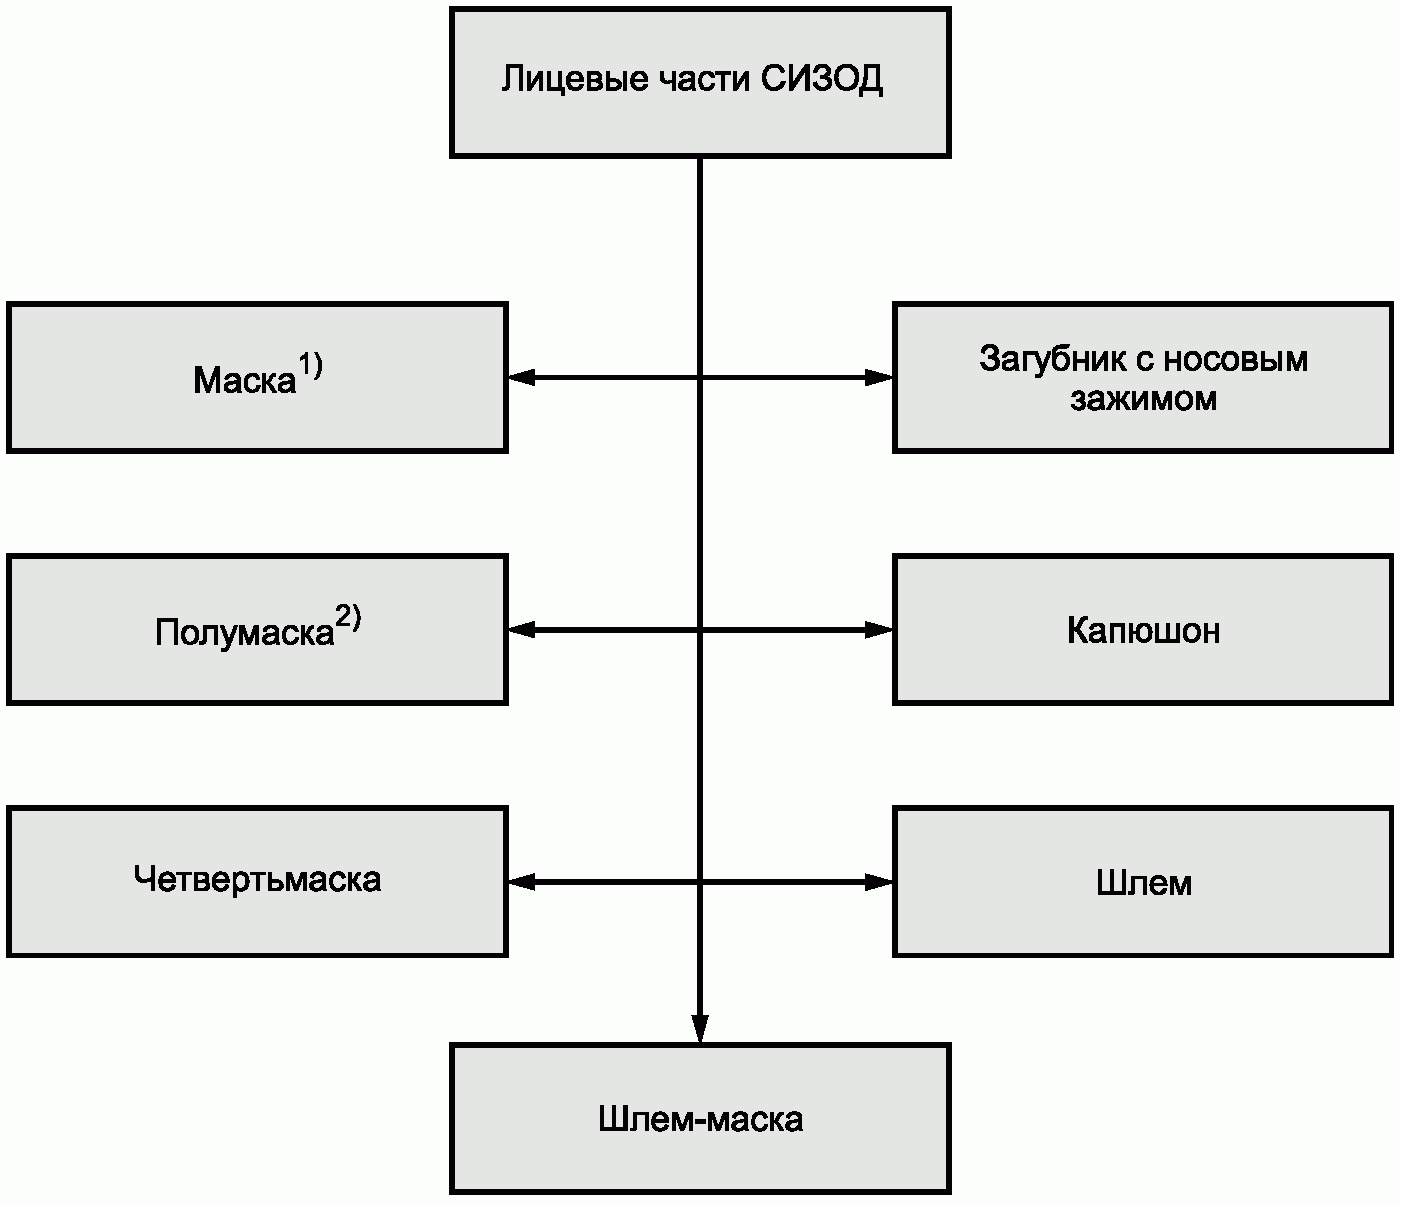 Лицевые части СИЗОД
Маска1)
Загубник с носовым
зажимом
Полумаска2)
Капюшон
Четвертьмаска
Шлем
Шлем-маска